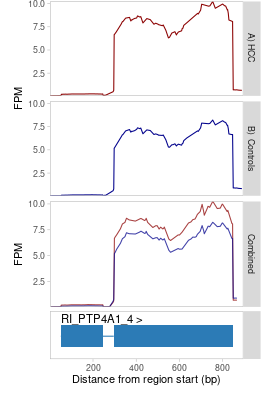 10.0
7.5
5.0
2.5
A) HCC
10.0
7.5
5.0
2.5
B) Controls
10.0
7.5
5.0
2.5
Combined
FPM
FPM
RI_PTP4A1_4 >
200
400
600
800
Distance from region start (bp)